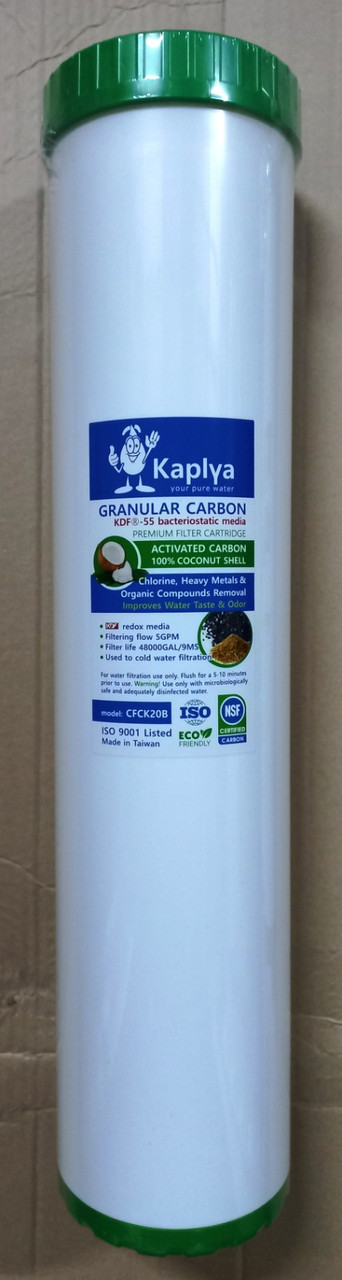 Kaplya
your pure water
GRANULAR CARBON
KDF®-55 bacteriostatic media
PREMIUM FILTER CARTRIDGE
ACTIVATED CARBON
100% COCONUT SHELL
Chlorine, Heavy Metals &
Organic Compounds Removal
Improves Water Taste & Odor
• KDF redox media
• Filtering flow 5GPM
• Filter life 48000GAL/9MS
• Used to cold water filtration
For water filtration use only. Flush for a 5-10 minutes
prior to use. Warning! Use only with microbiologically
safe and adequately disinfected water.
model: CFCK20B
ISO
NSF
CERTIFIED
CARBON
ISO 9001 Listed
Made in Taiwan
ECO
FRIENDLY